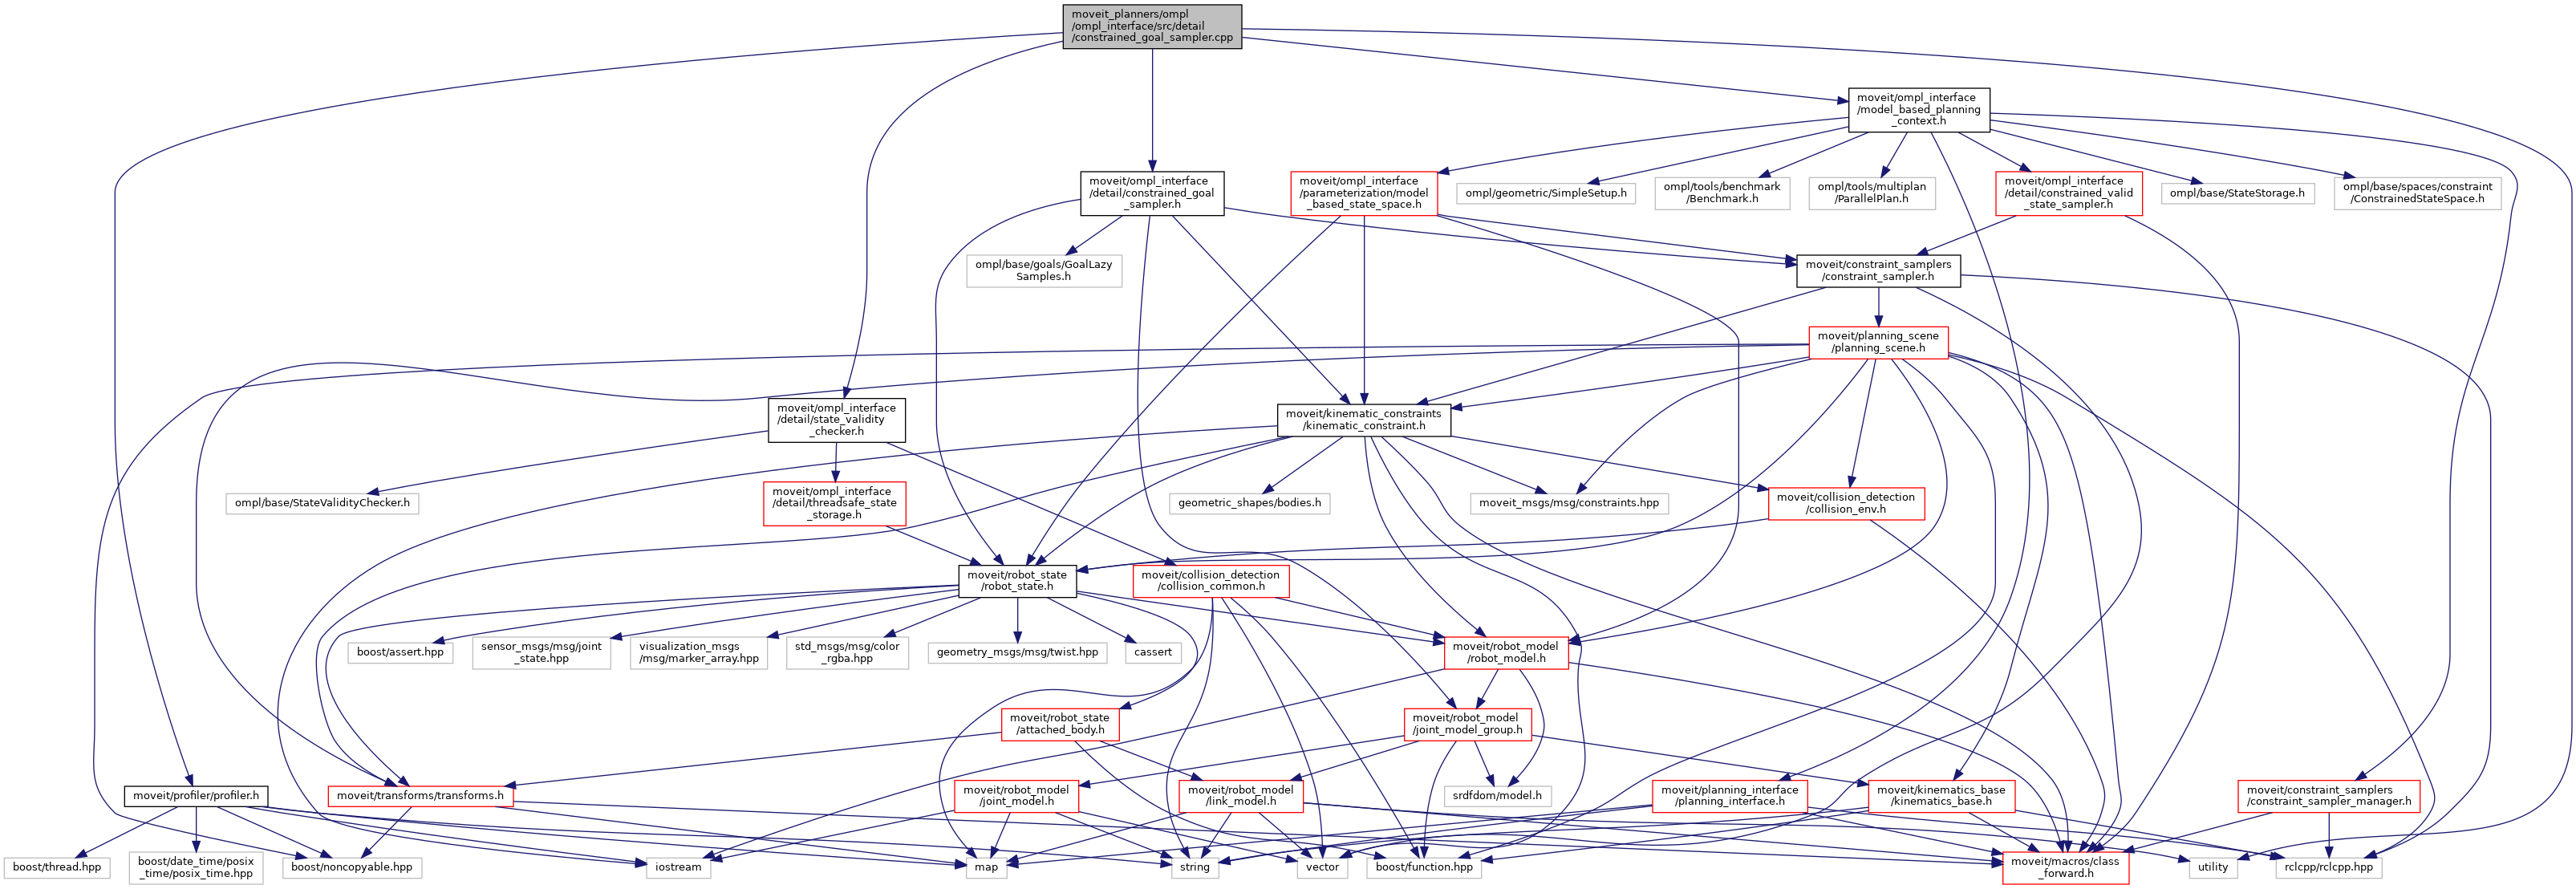 moveit_planners/ompl
/ompl_interface/src/detail
/constrained_goal_sampler.cpp
moveit/ompl_interface
/model_based_planning
_context.h
moveit/ompl_interface
/detail/constrained_goal
_sampler.h
moveit/ompl_interface
/parameterization/model
_based_state_space.h
ompl/geometric/SimpleSetup.h
ompl/tools/benchmark
/Benchmark.h
ompl/tools/multiplan
/ParallelPlan.h
moveit/ompl_interface
/detail/constrained_valid
_state_sampler.h
ompl/base/StateStorage.h
ompl/base/spaces/constraint
/ConstrainedStateSpace.h
ompl/base/goals/GoalLazy
Samples.h
moveit/constraint_samplers
/constraint_sampler.h
moveit/planning_scene
/planning_scene.h
moveit/ompl_interface
/detail/state_validity
_checker.h
moveit/kinematic_constraints
/kinematic_constraint.h
ompl/base/StateValidityChecker.h
moveit/ompl_interface
/detail/threadsafe_state
_storage.h
geometric_shapes/bodies.h
moveit_msgs/msg/constraints.hpp
moveit/collision_detection
/collision_env.h
moveit/robot_state
/robot_state.h
moveit/collision_detection
/collision_common.h
boost/assert.hpp
sensor_msgs/msg/joint
_state.hpp
visualization_msgs
/msg/marker_array.hpp
std_msgs/msg/color
_rgba.hpp
geometry_msgs/msg/twist.hpp
cassert
moveit/robot_model
/robot_model.h
moveit/robot_state
/attached_body.h
moveit/robot_model
/joint_model_group.h
moveit/profiler/profiler.h
moveit/transforms/transforms.h
moveit/robot_model
/joint_model.h
moveit/robot_model
/link_model.h
srdfdom/model.h
moveit/planning_interface
/planning_interface.h
moveit/kinematics_base
/kinematics_base.h
moveit/constraint_samplers
/constraint_sampler_manager.h
boost/thread.hpp
boost/date_time/posix
_time/posix_time.hpp
boost/noncopyable.hpp
iostream
map
string
vector
boost/function.hpp
moveit/macros/class
_forward.h
utility
rclcpp/rclcpp.hpp